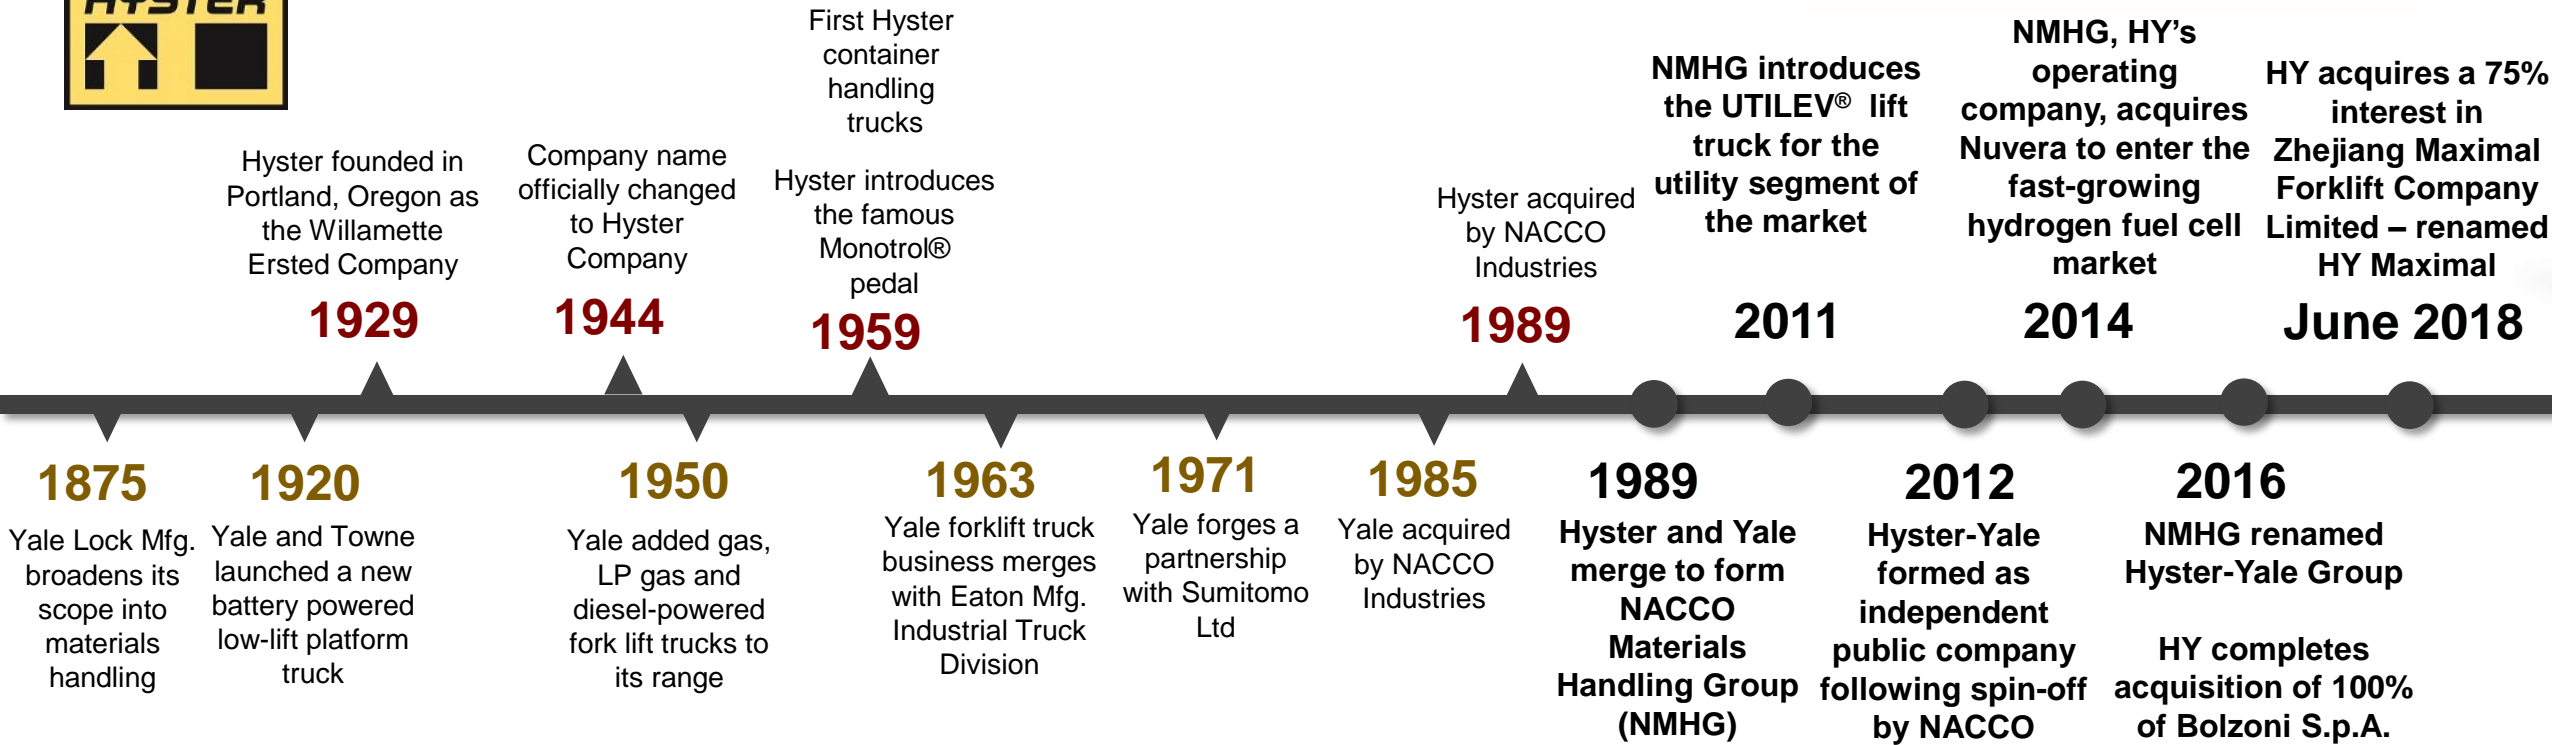 HYSTER
Hyster founded in
Portland, Oregon as
the Willamette
Ersted Company
1929
Company name
officially changed
to Hyster
Company
1944
First Hyster
container
handling
trucks
Hyster introduces
the famous
Monotrol®
pedal
1959
Hyster acquired
by NACCO
Industries
1989
NMHG introduces
the UTILEV® lift
truck for the
utility segment of
the market
2011
NMHG, HY’s
operating
company, acquires
Nuvera to enter the
fast-growing
hydrogen fuel cell
market
2014
HY acquires a 75%
interest in
Zhejiang Maximal
Forklift Company
Limited – renamed
HY Maximal
June 2018
1875
Yale Lock Mfg.
broadens its
scope into
materials
handling
1920
Yale and Towne
launched a new
battery powered
low-lift platform
truck
1950
Yale added gas,
LP gas and
diesel-powered
fork lift trucks to
its range
1963
Yale forklift truck
business merges
with Eaton Mfg.
Industrial Truck
Division
1971
Yale forges a
partnership
with Sumitomo
Ltd
1985
Yale acquired
by NACCO
Industries
1989
Hyster and Yale
merge to form
NACCO
Materials
Handling Group
(NMHG)
2012
Hyster-Yale
formed as
independent
public company
following spin-off
by NACCO
2016
NMHG renamed
Hyster-Yale Group
HY completes
acquisition of 100%
of Bolzoni S.p.A.